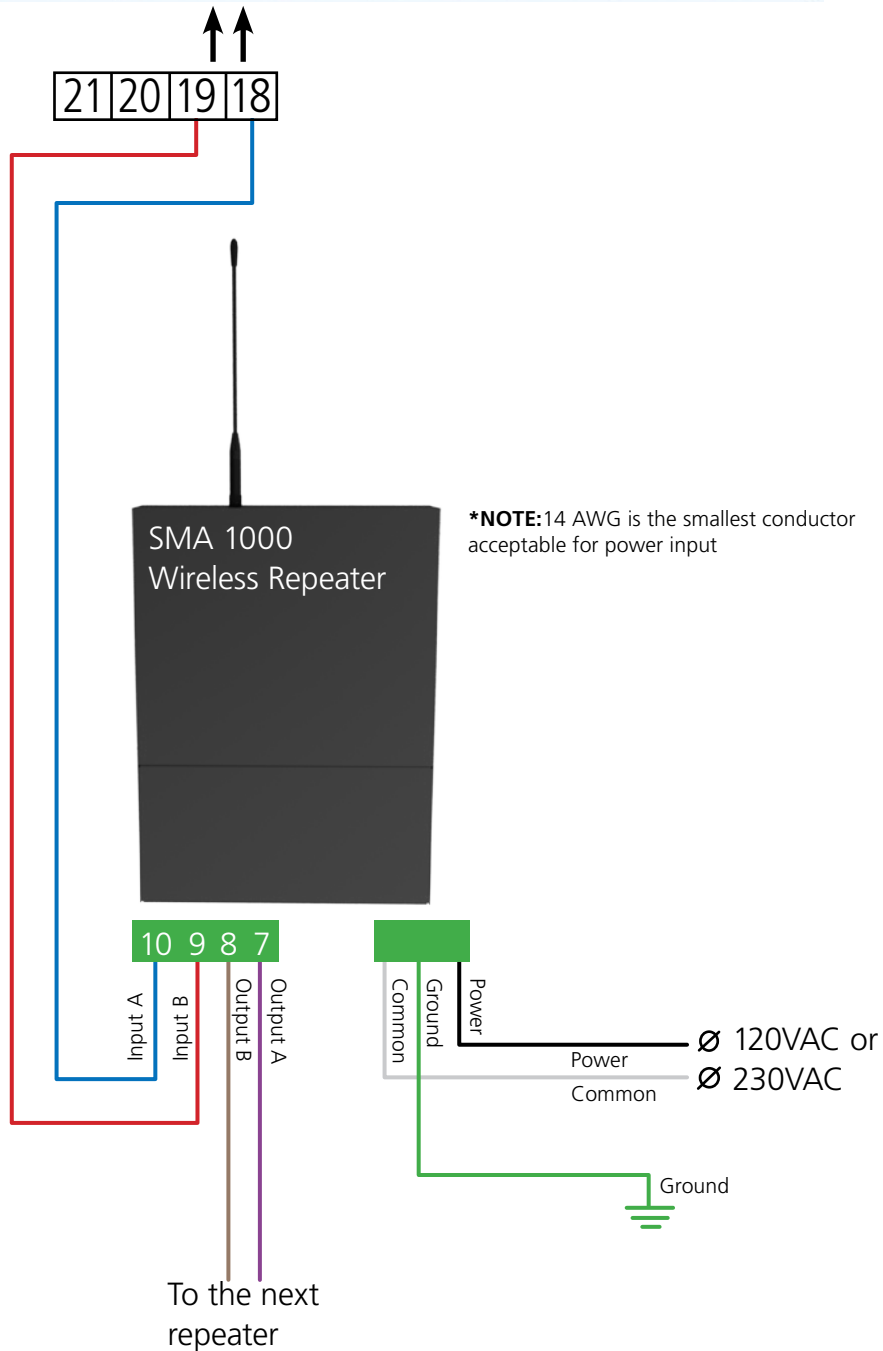 21 20 19 18
SMA 1000
Wireless Repeater
*NOTE:14 AWG is the smallest conductor
acceptable for power input
10 9 8 7
Input A
Input B
Output B
Output A
Common
Ground
Power
Power
Common
Ø 120VAC or
Ø 230VAC
Ground
To the next
repeater